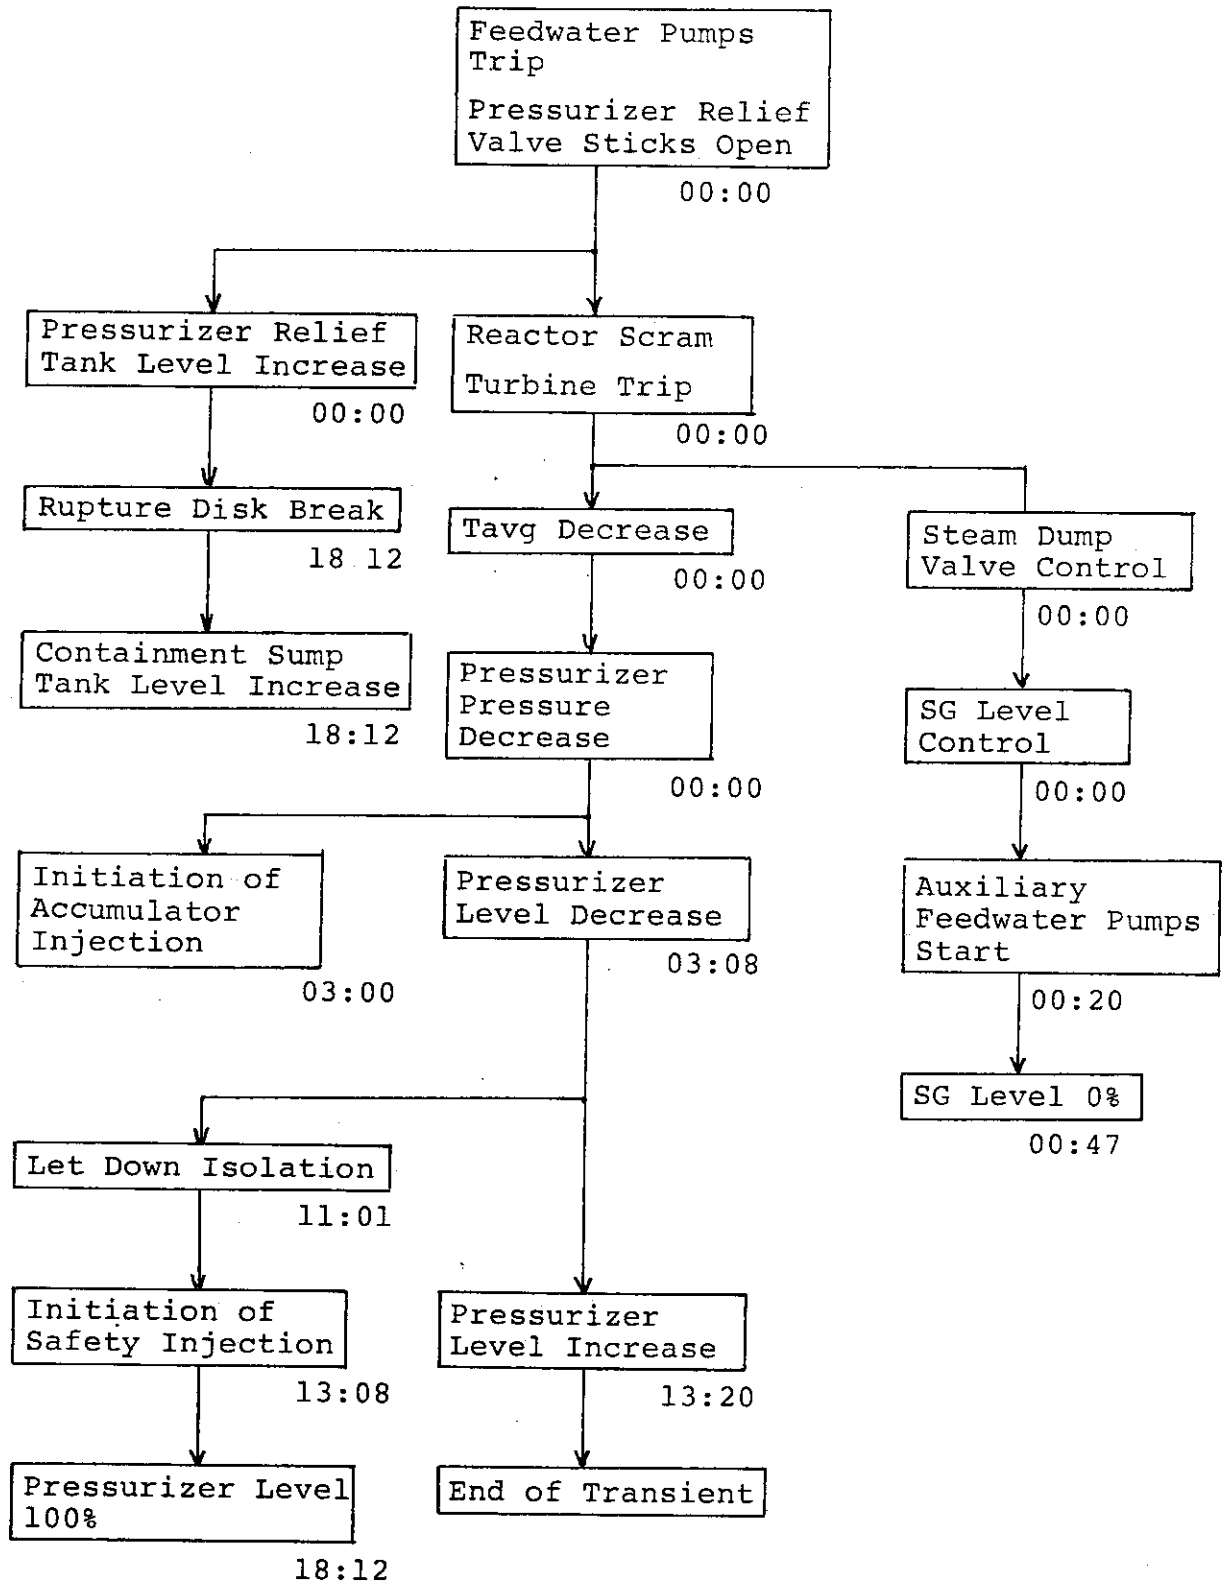 Feedwater Pumps
Trip
Pressurizer Relief
Valve Sticks Open
00:00
Pressurizer Relief
Tank Level Increase
00:00
Reactor Scram
Turbine Trip
00:00
Rupture Disk Break
18 12
Tavg Decrease
00:00
Steam Dump
Valve Control
00:00
Containment Sump
Tank Level Increase
18:12
Pressurizer
Pressure
Decrease
00:00
SG Level
Control
00:00
Initiation of
Accumulator
Injection
03:00
Pressurizer
Level Decrease
03:08
Auxiliary
Feedwater Pumps
Start
00:20
SG Level 0%
00:47
Let Down Isolation
11:01
Initiation of
Safety Injection
13:08
Pressurizer
Level Increase
13:20
Pressurizer Level
100%
18:12
End of Transient